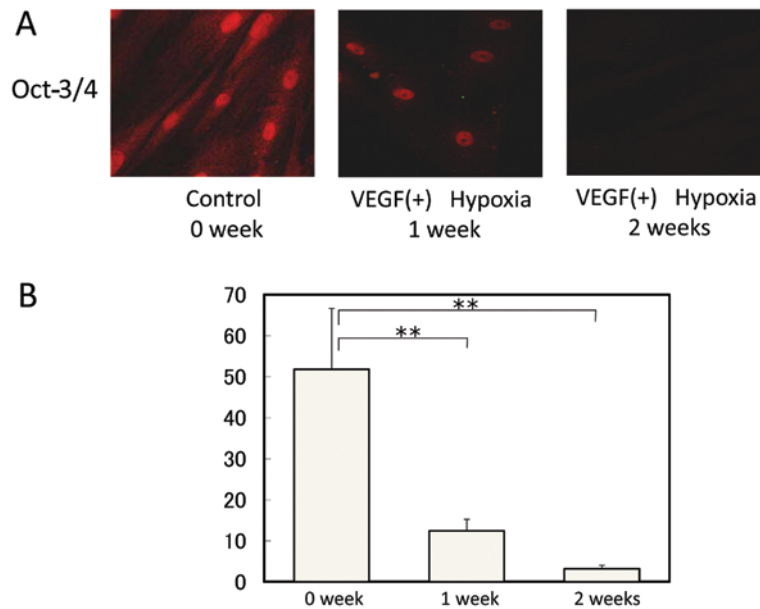 A
Oct-3/4
Control
0 week
VEGF(+) Hypoxia
1 week
VEGF(+) Hypoxia
2 weeks
B
70
60
50
40
30
20
10
0
**
**
0 week
1 week
2 weeks